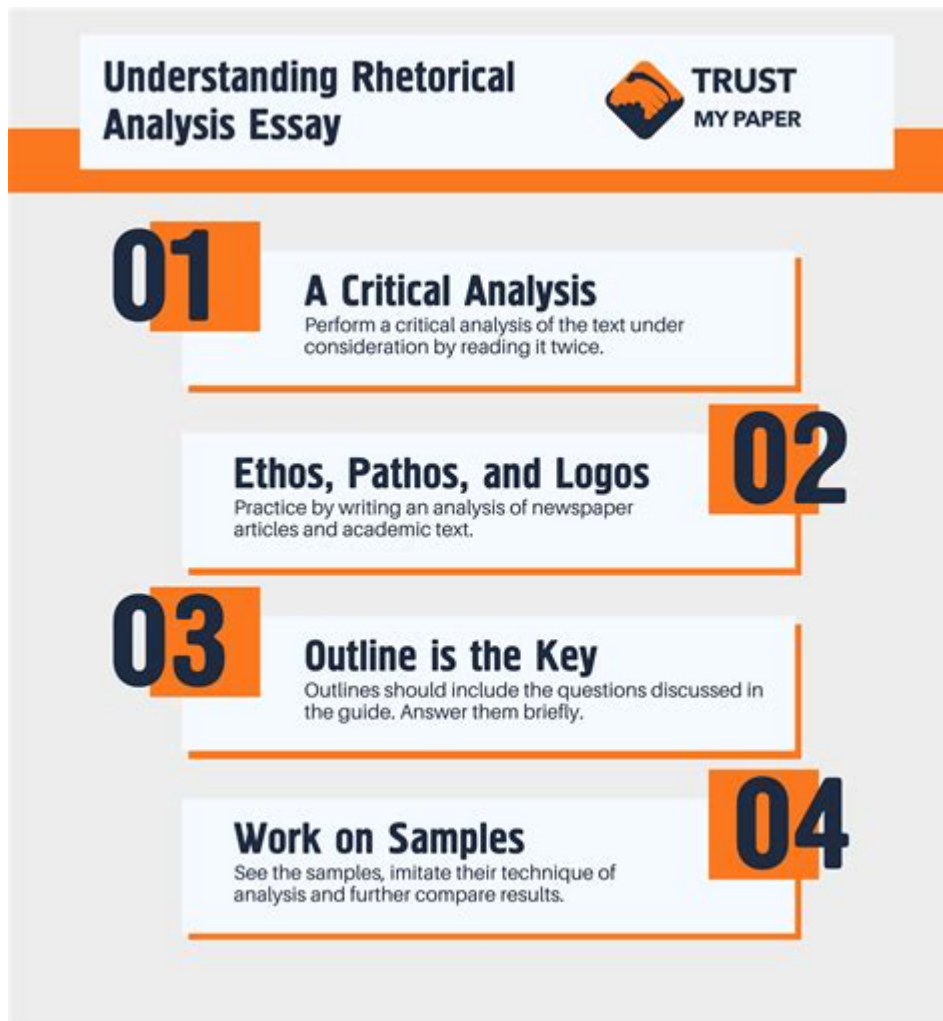 Understanding Rhetorical
Analysis Essay
TRUST
MY PAPER
01
A Critical Analysis
Perform a critical analysis of the text under
consideration by reading it twice.
02
Ethos, Pathos, and Logos
Practice by writing an analysis of newspaper
articles and academic text.
03
Outline is the Key
Outlines should include the questions discussed in
the guide. Answer them briefly.
04
Work on Samples
See the samples, imitate their technique of
analysis and further compare results.